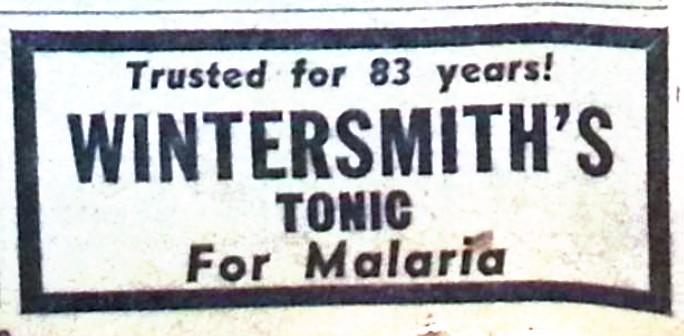 Trusted for 83 years!
WINTERSMITH'S
TONIC
For Malaria